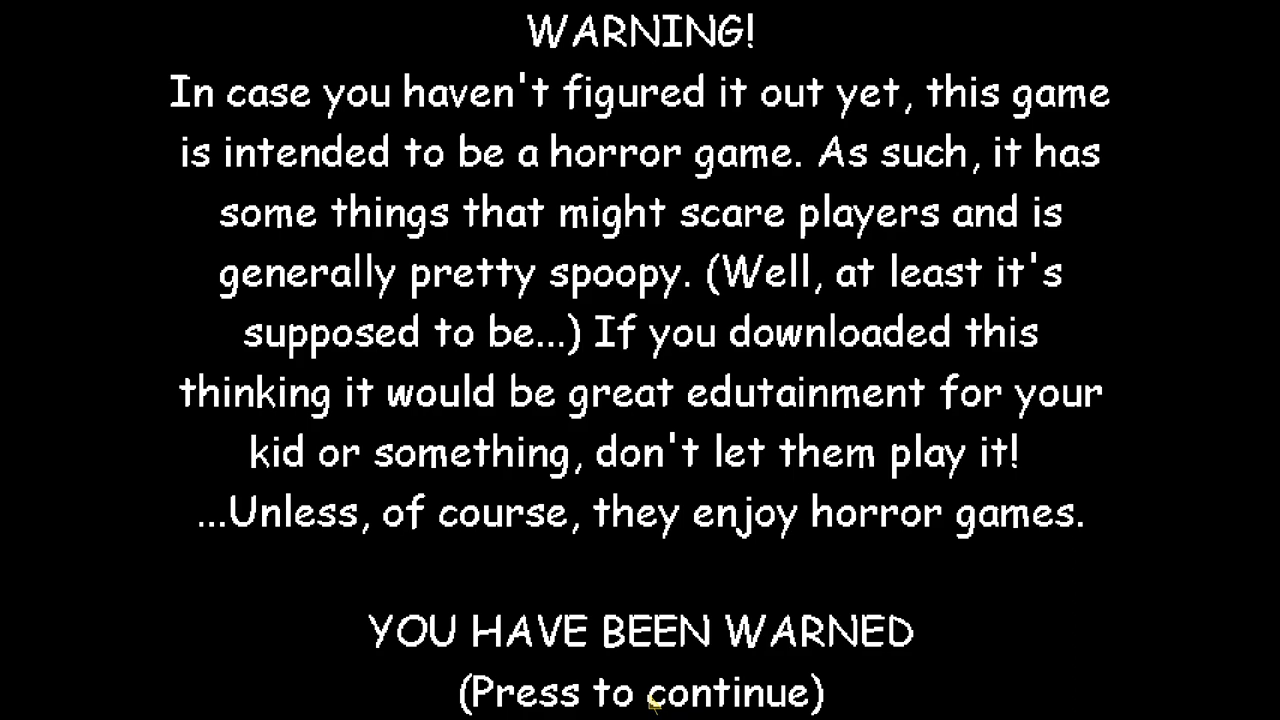 WARNING!
In case you haven't figured it out yet, this game
is intended to be a horror game. As such, it has
some things that might scare players and is
generally pretty spoopy. (Well, at least it's
supposed to be...) If you downloaded this
thinking it would be great edutainment for your
kid or something, don't let them play it!
...Unless, of course, they enjoy horror games.
YOU HAVE BEEN WARNED
(Press to continue)